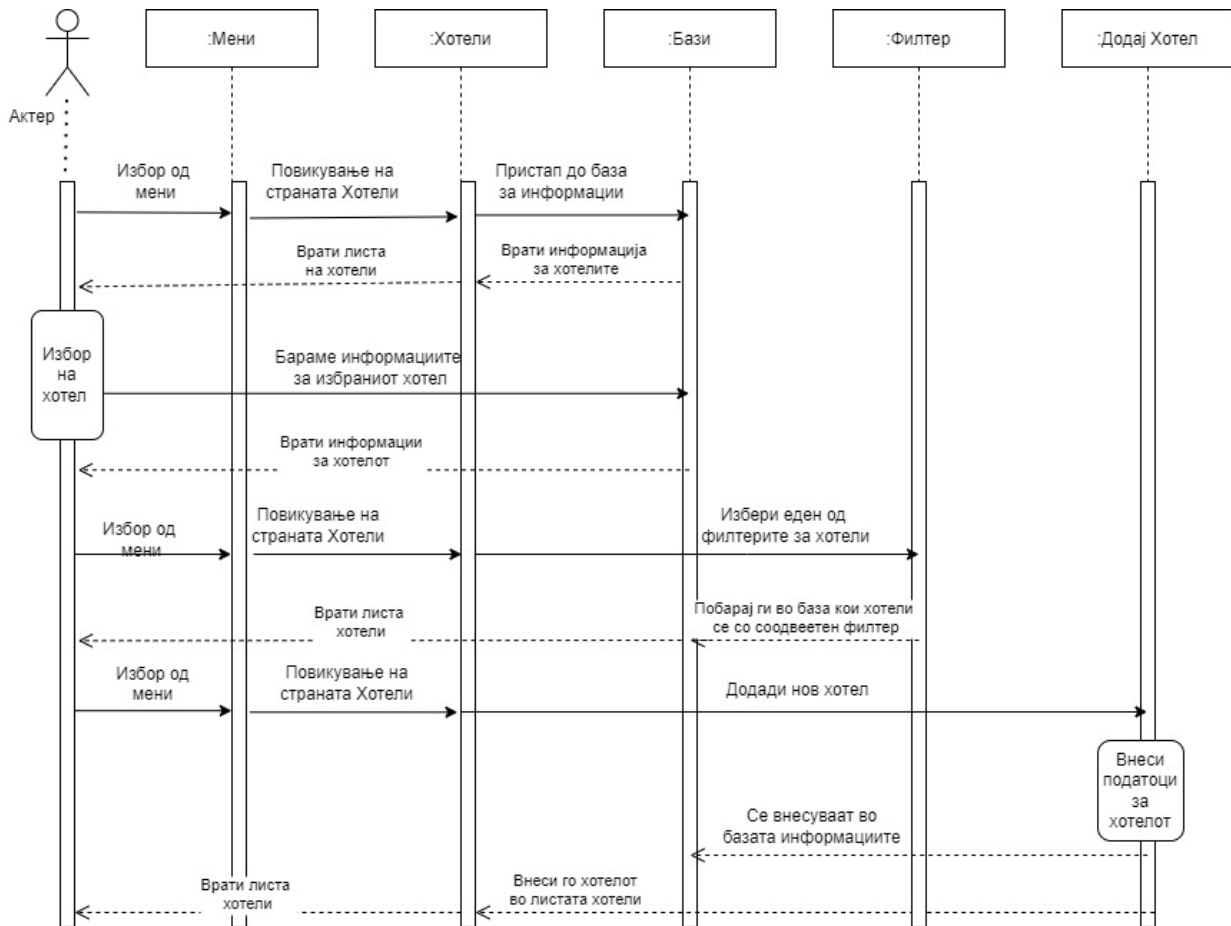 :Мени
:Хотели
:Бази
:Филтер
:Додај Хотел
Актер
Избор од
мени
Повикување на
страната Хотели
Пристап до база
за информации
Врати листа
на хотели
Врати информација
за хотелите
Избор
на
хотел
Бараме информациите
за избраниот хотел
Врати информации
за хотелот
Избор од
мени
Повикување на
страната Хотели
Избери еден од
филтерите за хотели
Врати листа
хотели
Побарај ги во база кои хотели
се со соодвеетен филтер
Избор од
мени
Повикување на
страната Хотели
Додади нов хотел
Внеси
податоци
за
хотелот
Се внесуваат во
базата информациите
Врати листа
хотели
Внеси го хотелот
во листата хотели